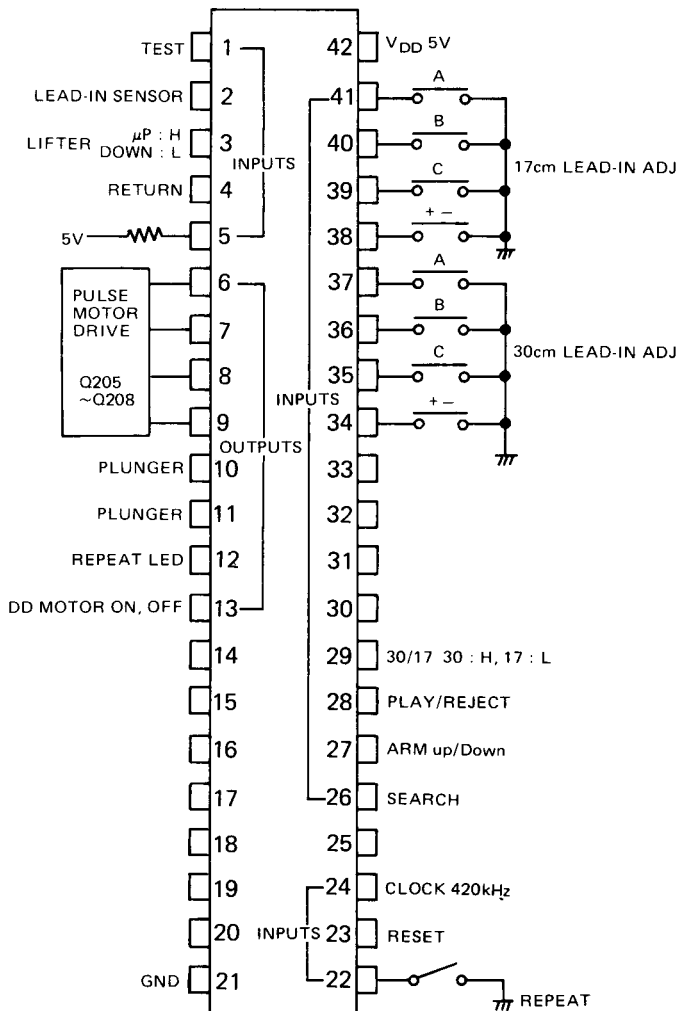 TEST 1 42 VDD 5V
A
LEAD-IN SENSOR 2 41
B
LIFTER μP : H DOWN : L 3 40 17cm LEAD-IN ADJ
INPUTS
C
RETURN 4 39
+ −
5V 5 38
A
PULSE MOTOR DRIVE 6 37
B
7 36 30cm LEAD-IN ADJ
C
Q205 ~Q208 8 35
INPUTS
+ −
9 34
OUTPUTS
PLUNGER 10 33
PLUNGER 11 32
REPEAT LED 12 31
DD MOTOR ON, OFF 13 30
14 29 30/17 30 : H, 17 : L
15 28 PLAY/REJECT
16 27 ARM up/Down
17 26 SEARCH
18 25
19 24 CLOCK 420kHz
20 INPUTS 23 RESET
GND 21 22 REPEAT